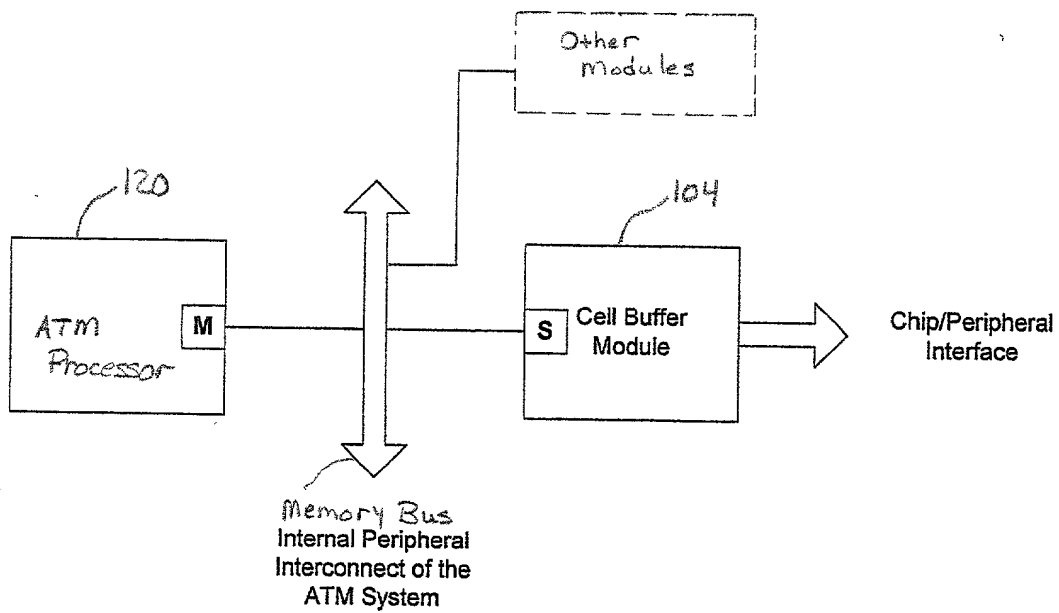 Other
Modules
120
104
ATM
Processor
M
S
Cell Buffer
Module
Chip/Peripheral
Interface
Memory Bus
Internal Peripheral
Interconnect of the
ATM System